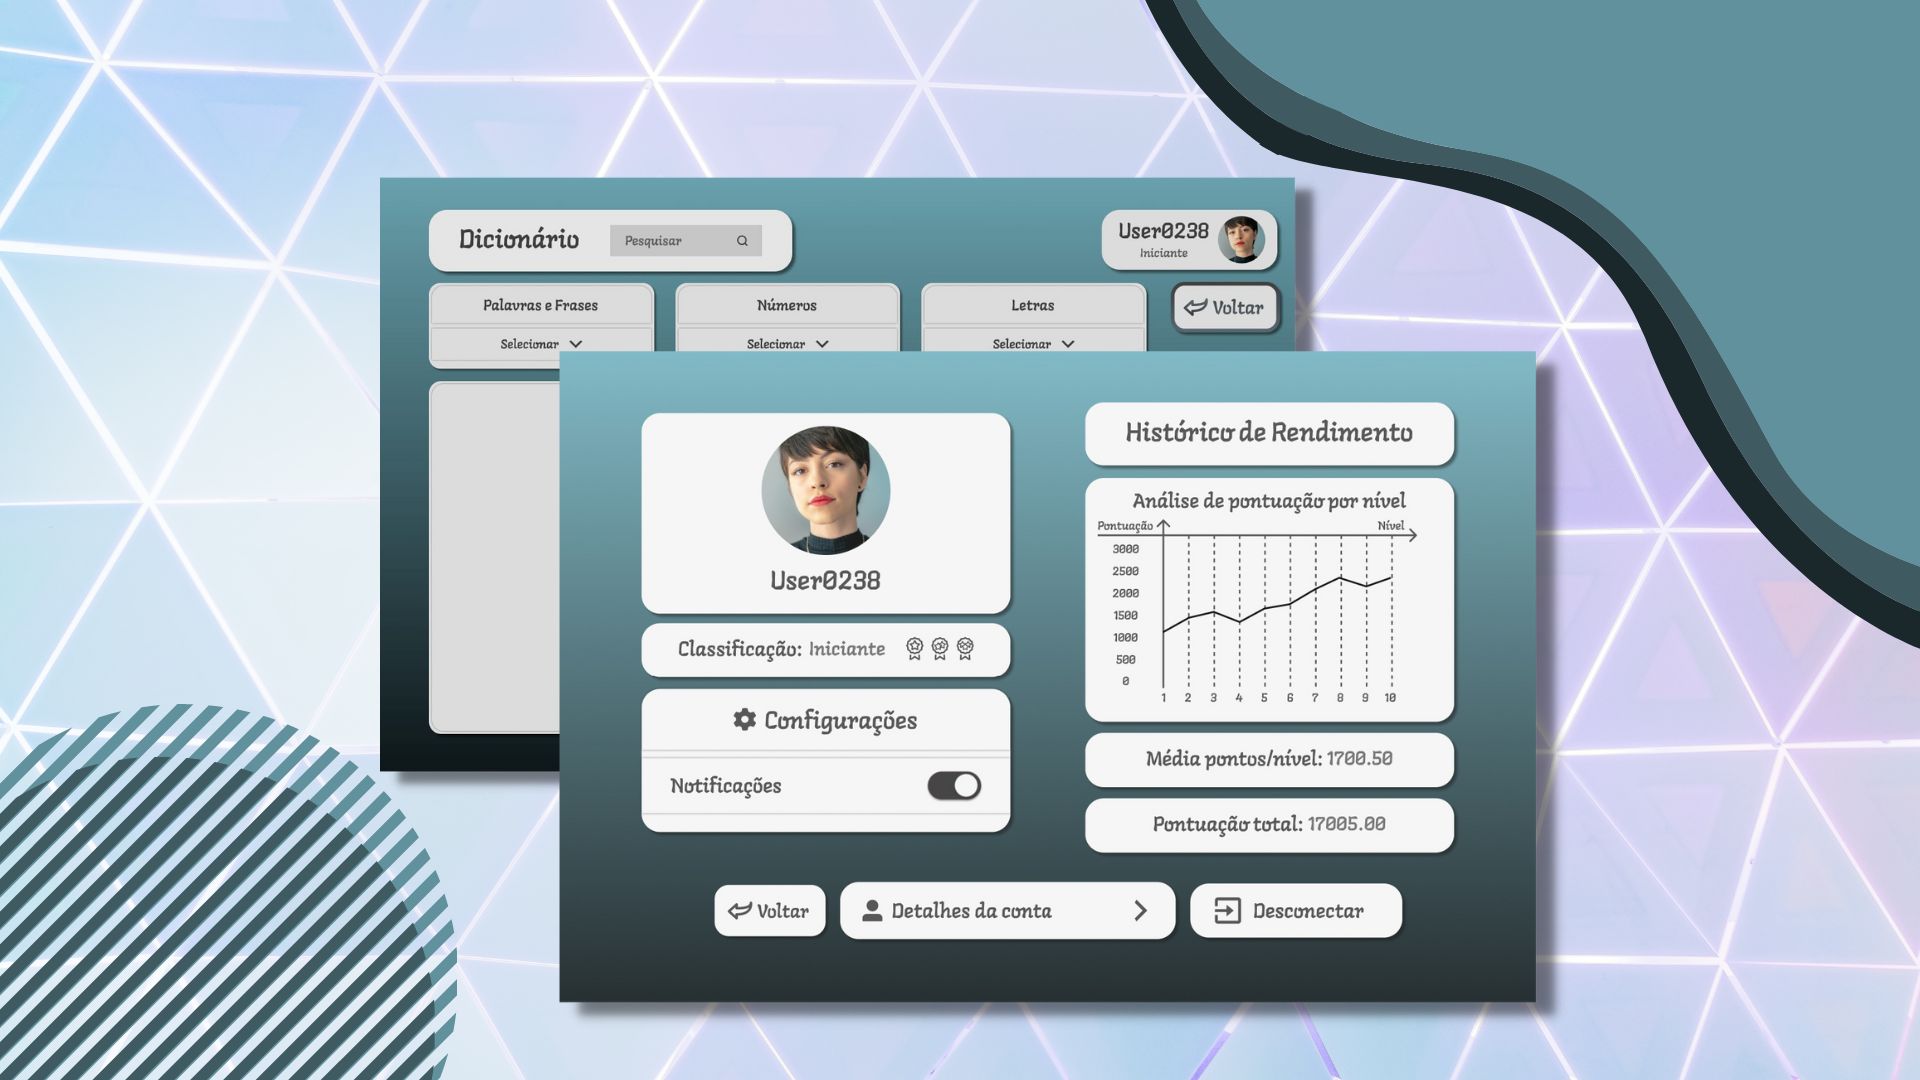 Dicionário
Pesquisar
User0238
Iniciante
Palavras e Frases
Números
Letras
Voltar
Selecionar
Selecionar
Selecionar
User0238
Classificação: Iniciante
Configurações
Notificações
Histórico de Rendimento
Análise de pontuação por nível
Pontuação
Nível
3000
2500
2000
1500
1000
500
0
1 2 3 4 5 6 7 8 9 10
Média pontos/nível: 1700.50
Pontuação total: 17005.00
Voltar
Detalhes da conta
Desconectar